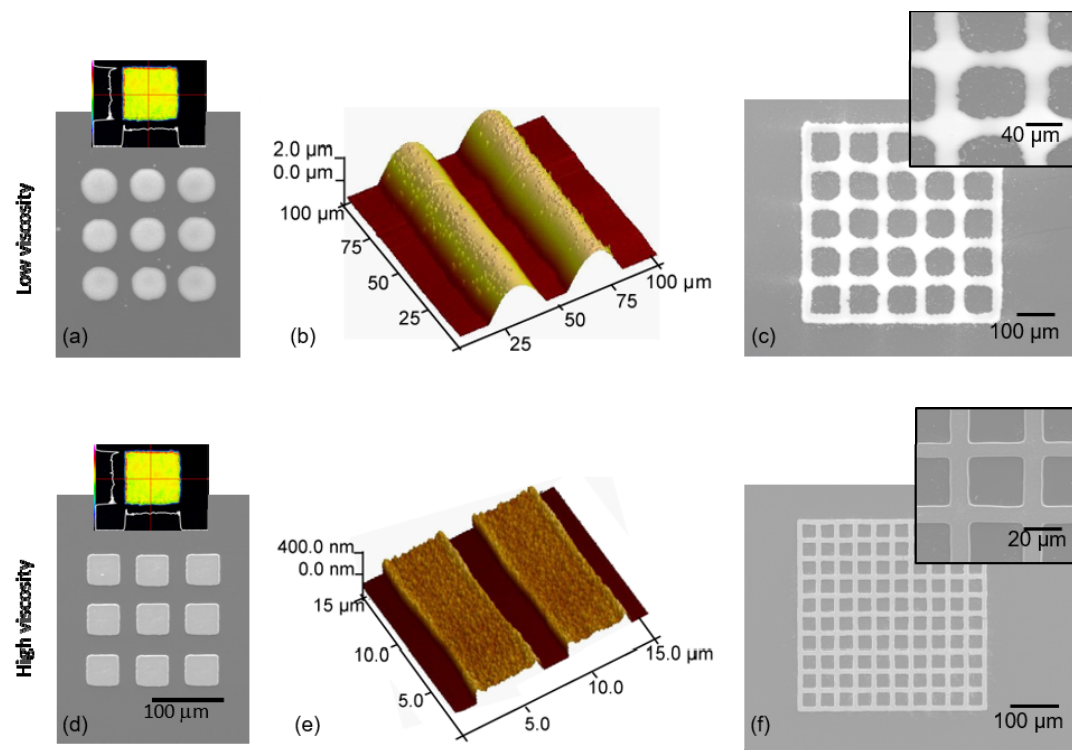 Low viscosity
(a)
2.0 µm
0.0 µm
100 µm
75
50
25
25
50
75
100 µm
(b)
40 µm
100 µm
(c)
High viscosity
100 µm
(d)
400.0 nm
0.0 nm
15 µm
10.0
5.0
5.0
10.0
15.0 µm
(e)
20 µm
100 µm
(f)